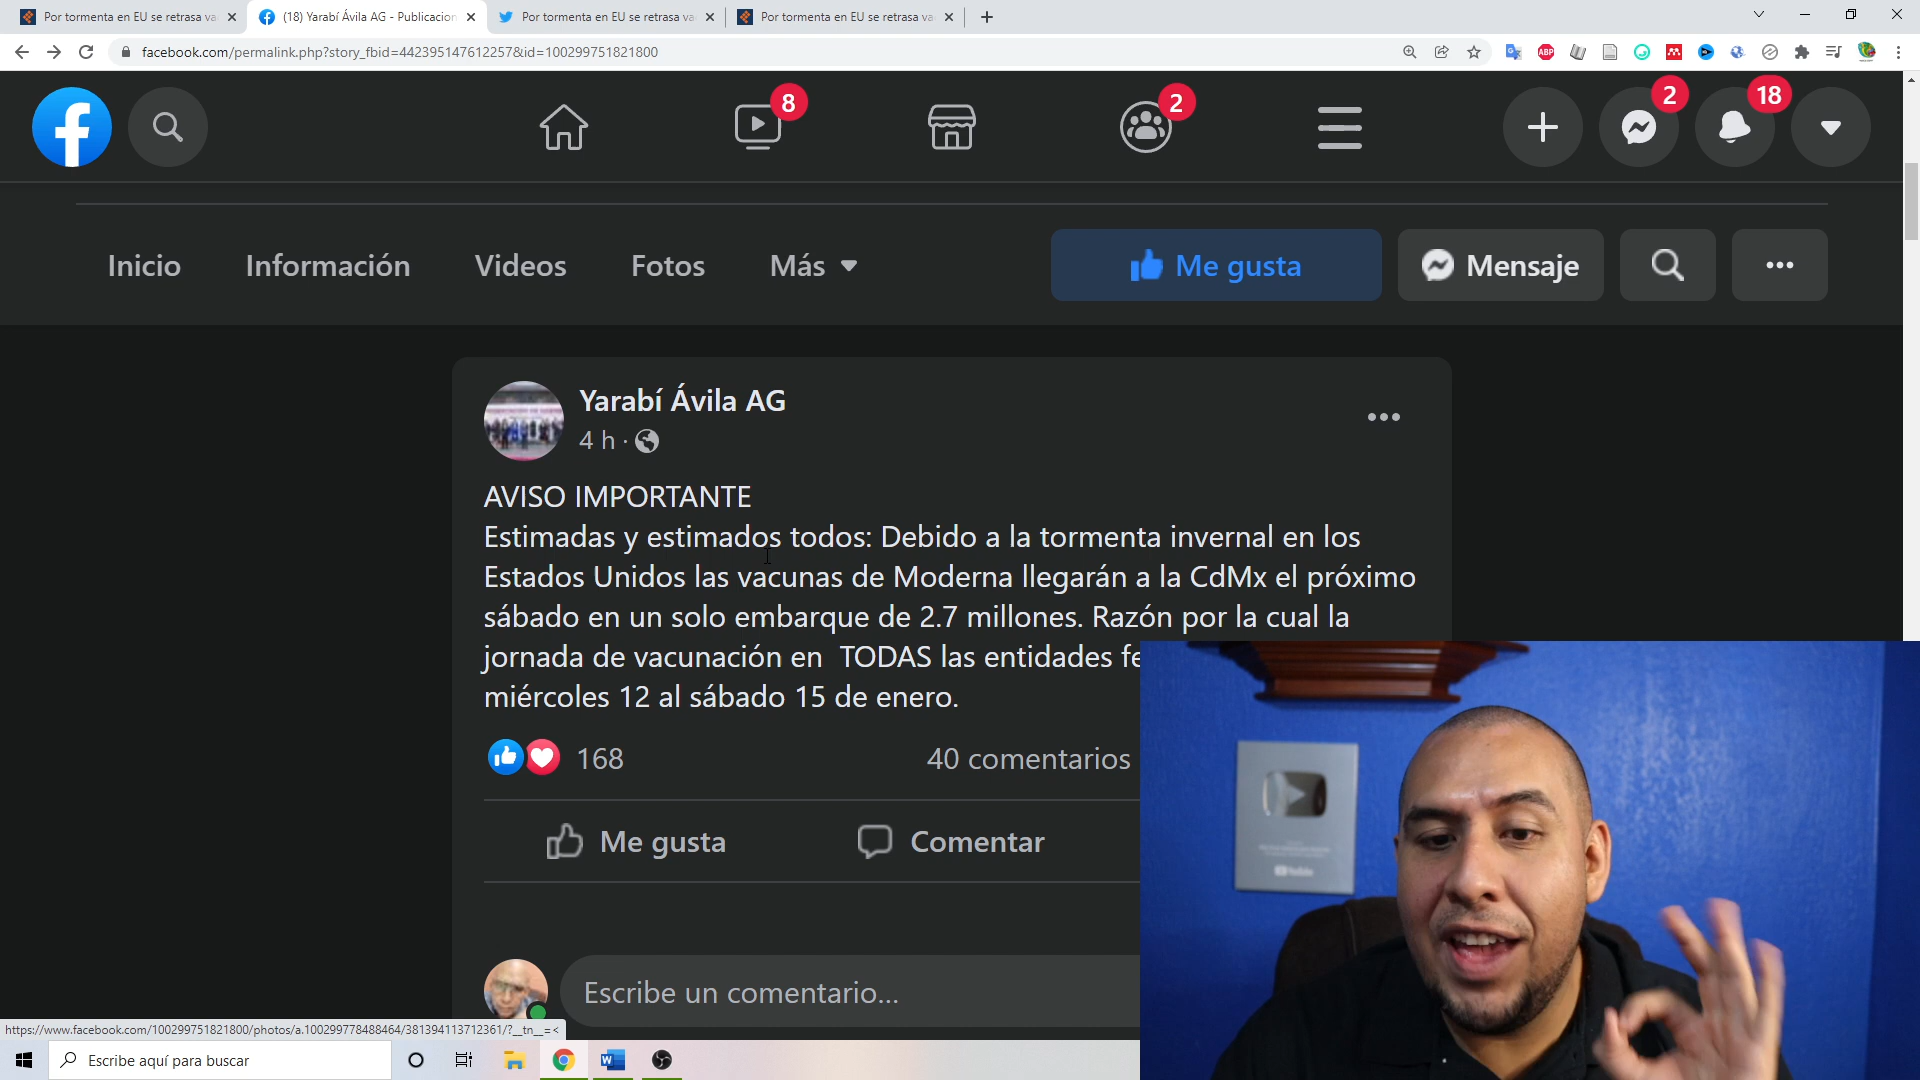 Por tormenta en EU se retrasa va
(18) Yarabí Ávila AG - Publicacion
Por tormenta en EU se retrasa va
Por tormenta en EU se retrasa va
facebook.com/permalink.php?story_fbid=442395147612257&id=100299751821800
ABP
8
2
2
18
Inicio
Información
Videos
Fotos
Más
Me gusta
Mensaje
Yarabí Ávila AG
4 h ·
AVISO IMPORTANTE
Estimadas y estimados todos: Debido a la tormenta invernal en los
Estados Unidos las vacunas de Moderna llegarán a la CdMx el próximo
sábado en un solo embarque de 2.7 millones. Razón por la cual la
jornada de vacunación en TODAS las entidades fe
miércoles 12 al sábado 15 de enero.
168
40 comentarios
Me gusta
Comentar
Escribe un comentario...
https://www.facebook.com/100299751821800/photos/a.100299778488464/381394113712361/?__tn__=<
Escribe aquí para buscar
YouTube